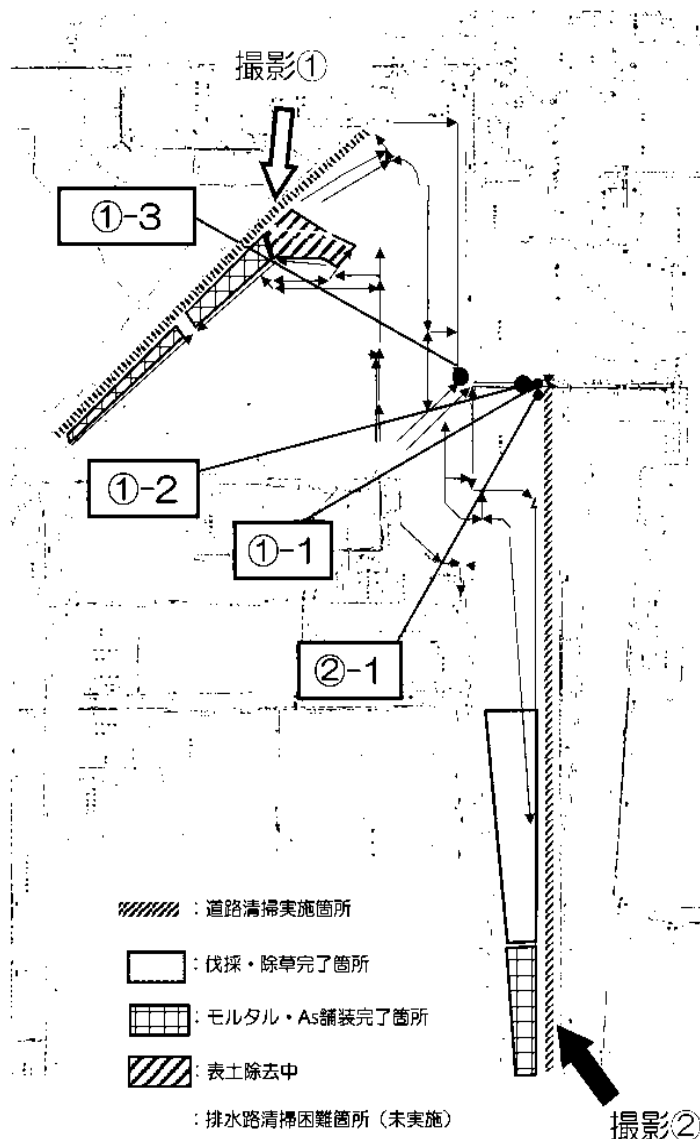 撮影①
①-3
①-2
①-1
②-1
：道路清掃実施箇所
：伐採・除草完了箇所
：モルタル・As舗装完了箇所
：表土除去中
：排水路清掃困難箇所（未実施）
撮影②